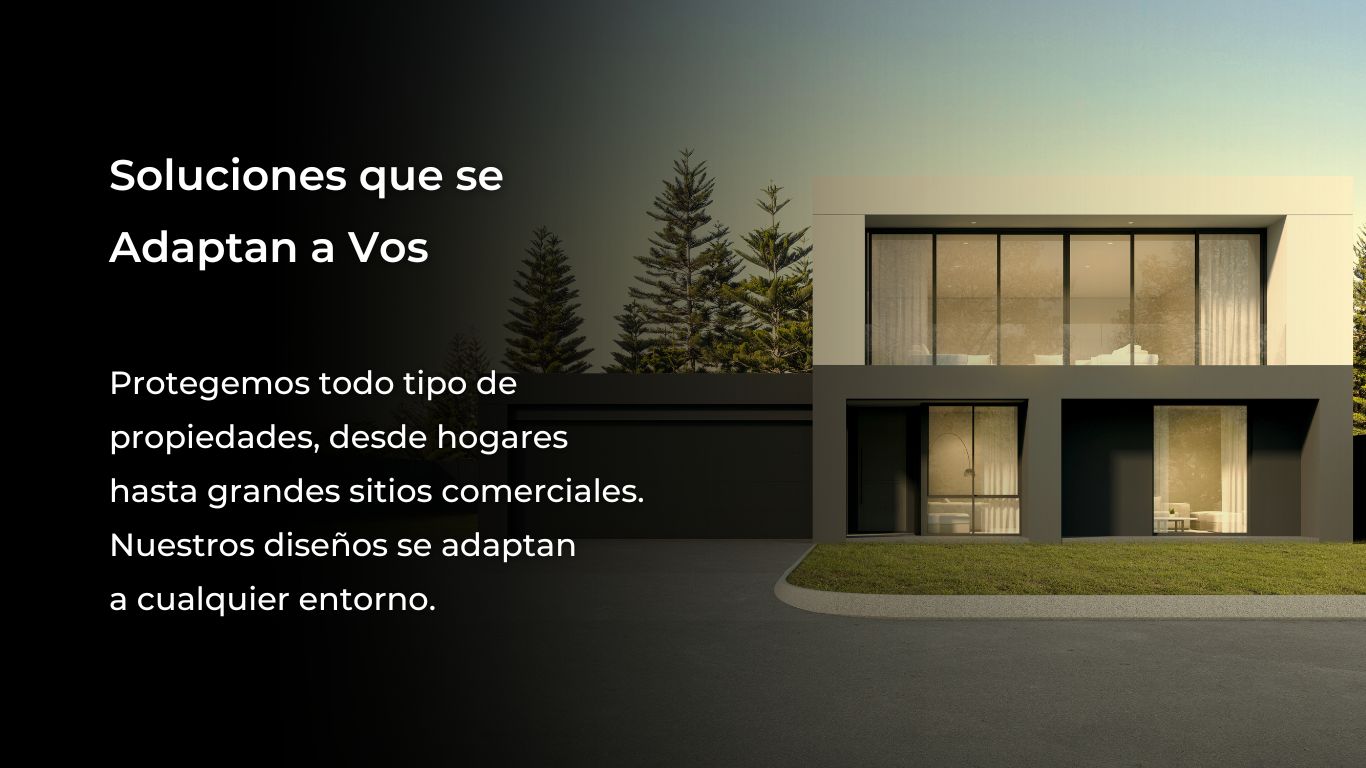 Soluciones que se
Adaptan a Vos
Protegemos todo tipo de
propiedades, desde hogares
hasta grandes sitios comerciales.
Nuestros diseños se adaptan
a cualquier entorno.